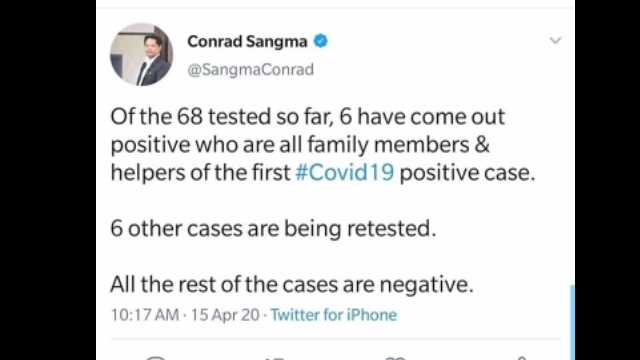 Conrad Sangma
@SangmaConrad
Of the 68 tested so far, 6 have come out
positive who are all family members &
helpers of the first #Covid19 positive case.
6 other cases are being retested.
All the rest of the cases are negative.
10:17 AM · 15 Apr 20 · Twitter for iPhone